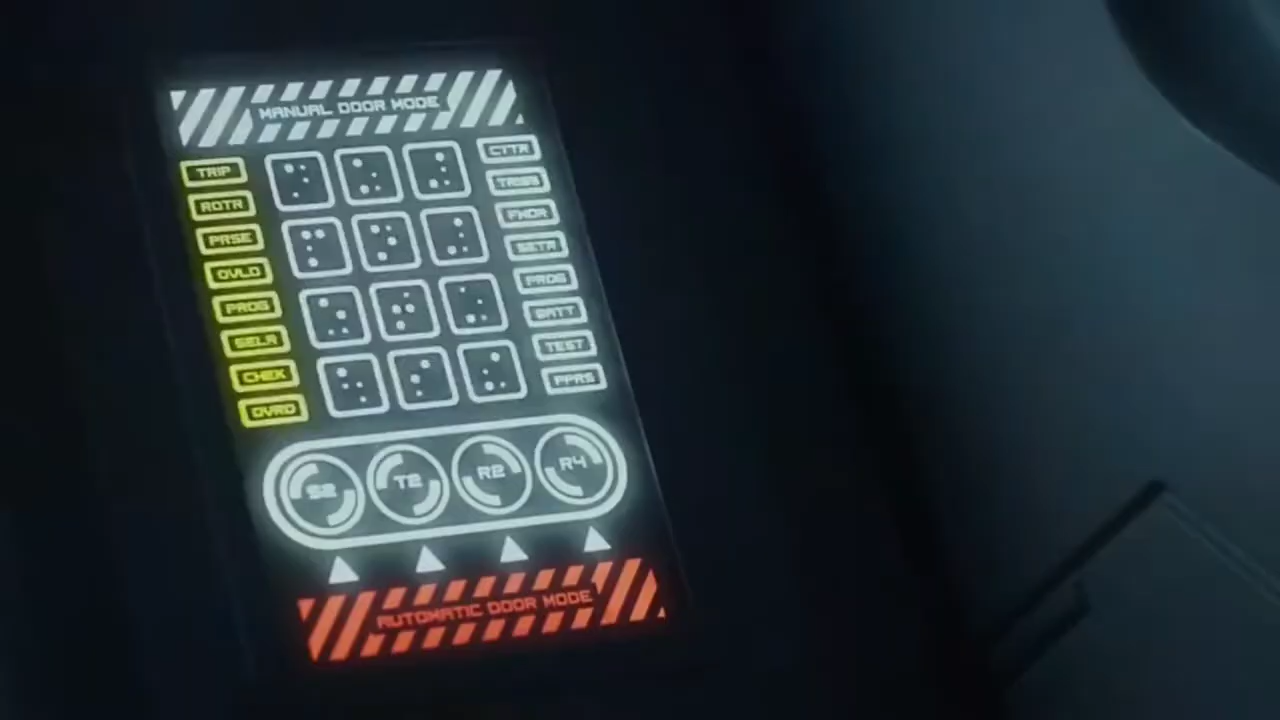 MANUAL DOOR MODE
TRIP
ROTR
PRSE
OVLD
PROG
SELR
CHEK
OVRD
CTTR
FWDR
SETR
PROG
BATT
TEST
PPRS
S2 T2 R2 R4
AUTOMATIC DOOR MODE